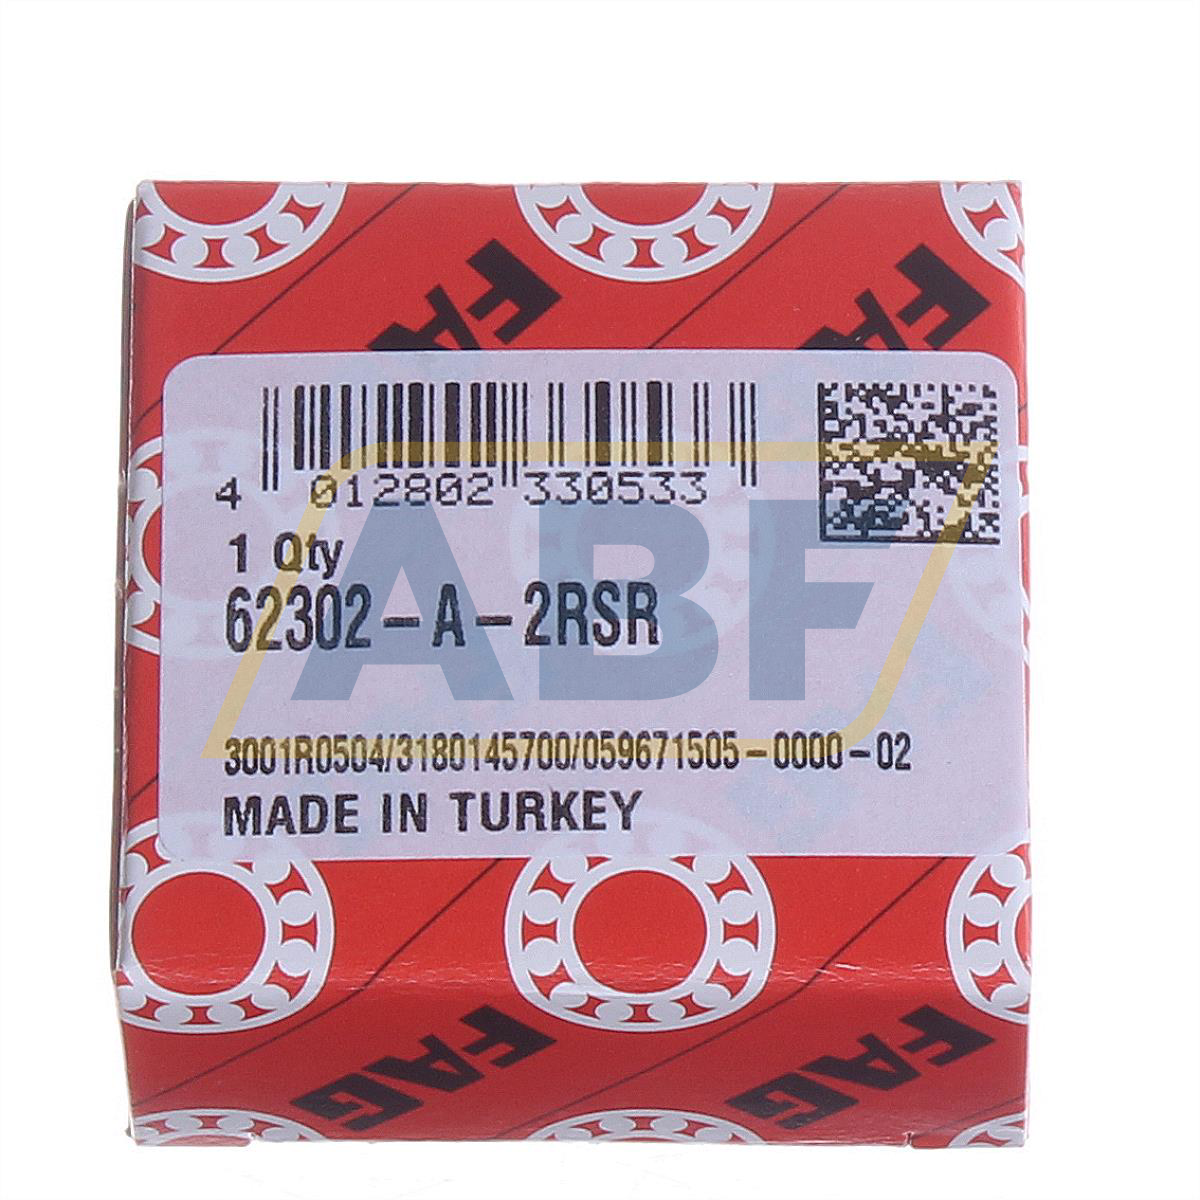 FAG
FAG
4 012802 330533
1 Qty
62302-A-2RSR
ABF
3001R0504/3180145700/059671505-0000-02
MADE IN TURKEY
FAG
FAG